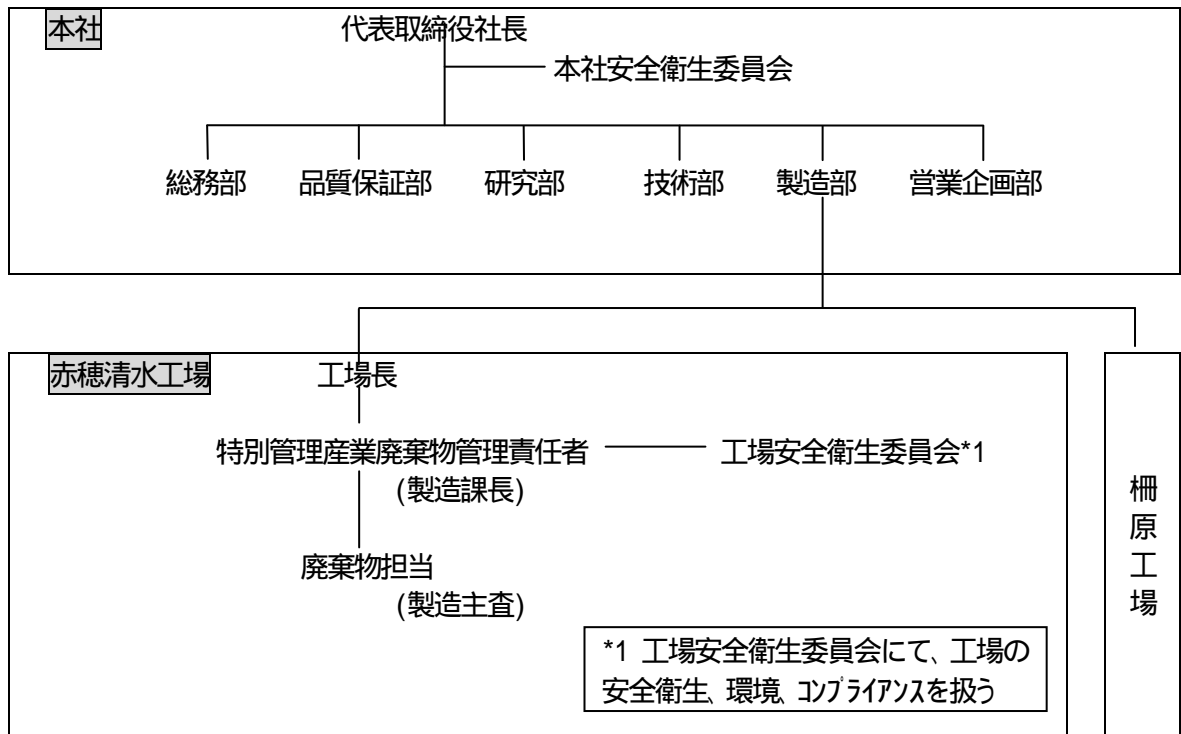 本社
代表取締役社長
本社安全衛生委員会
総務部 品質保証部 研究部 技術部 製造部 営業企画部
赤穂清水工場
工場長
特別管理産業廃棄物管理責任者
(製造課長)
工場安全衛生委員会*1
廃棄物担当
(製造主査)
*1 工場安全衛生委員会にて、工場の
安全衛生、環境、コンプライアンスを扱う
柵原工場